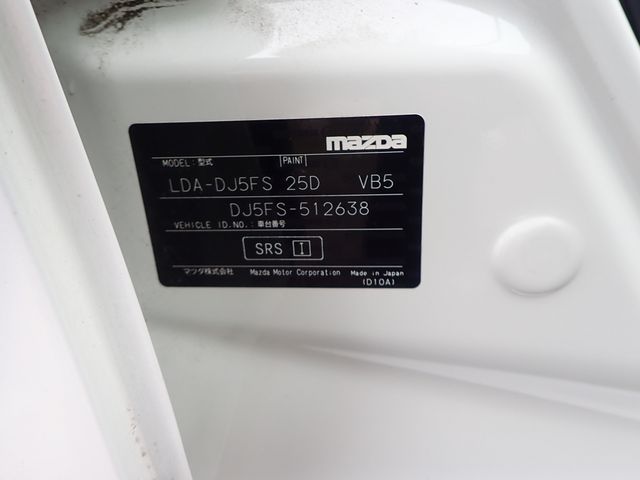 mazda
MODEL: 型式 PAINT
LDA-DJ5FS 25D VB5
DJ5FS-512638
VEHICLE ID.NO.: 車台番号
SRS I
マツダ株式会社 Mazda Motor Corporation Made in Japan
(D10A)